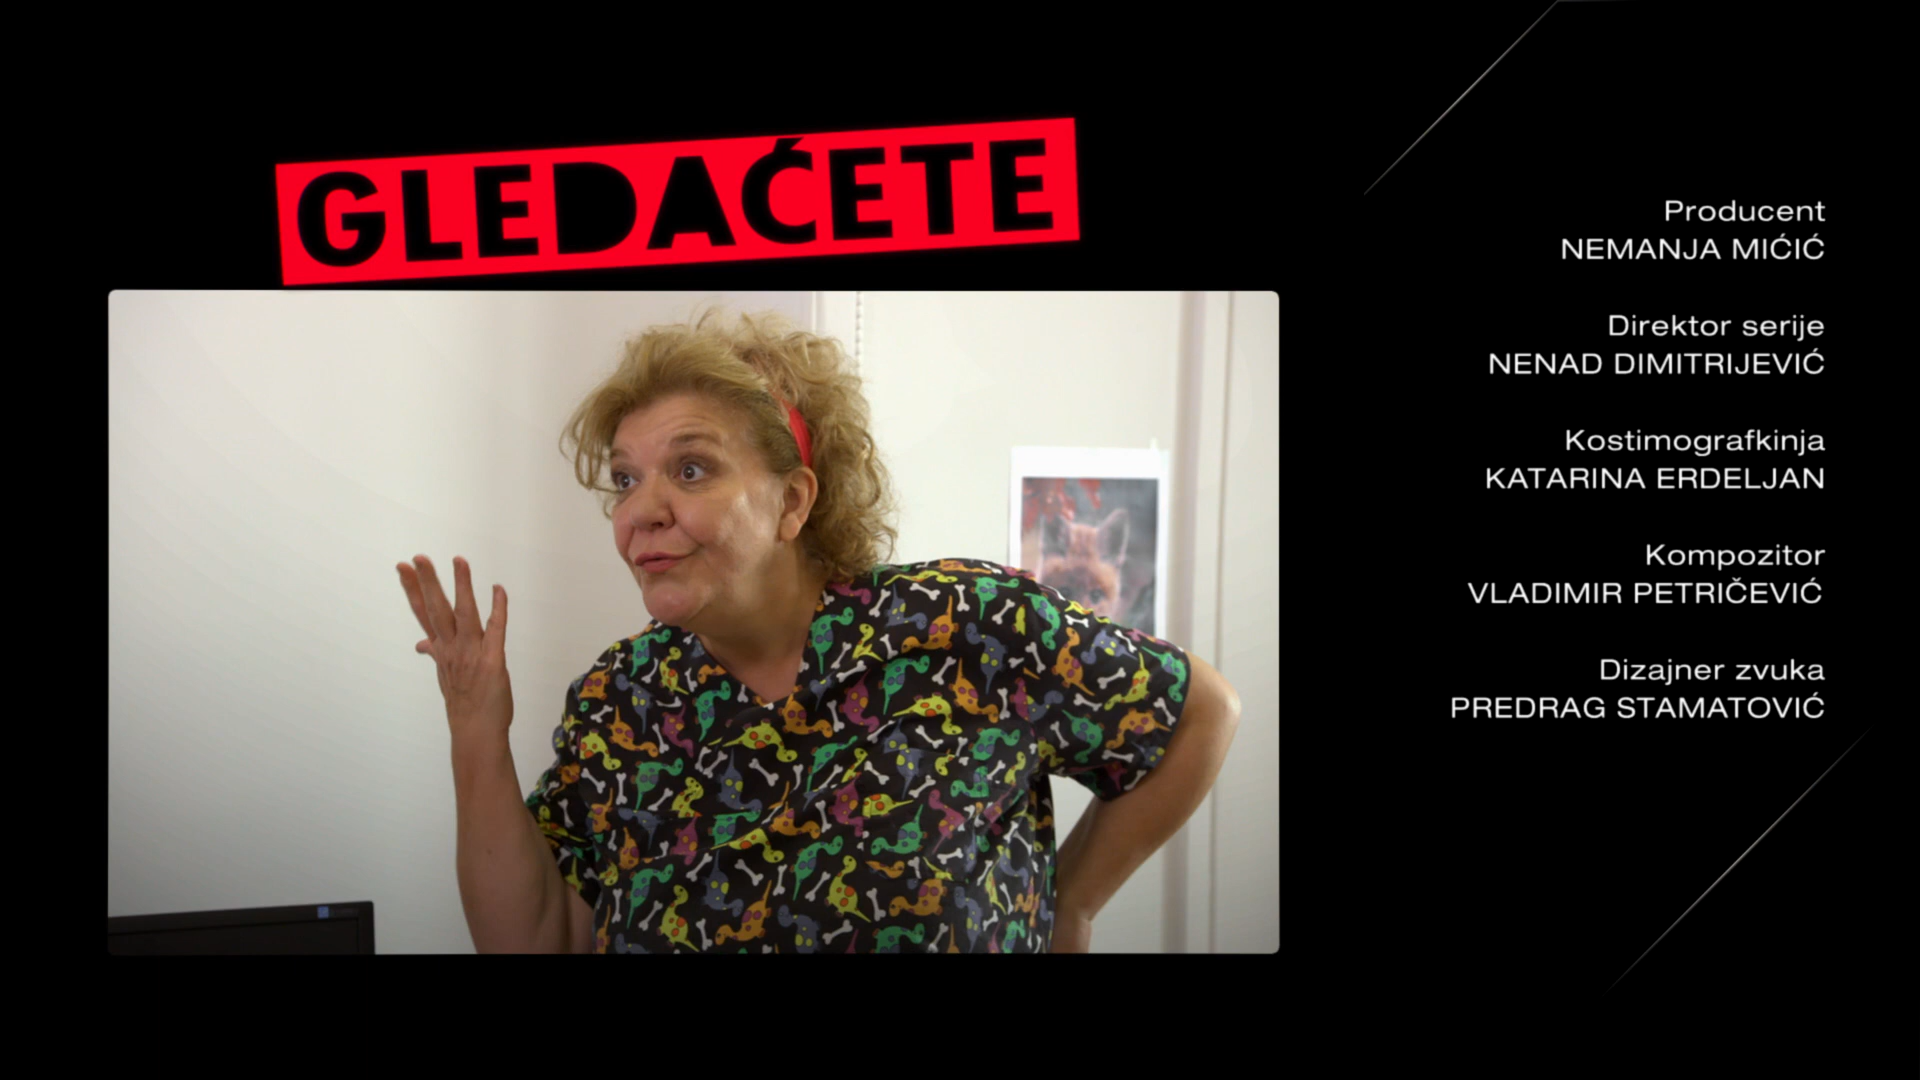 GLEDAĆETE
Producent
NEMANJA MIĆIĆ
Direktor serije
NENAD DIMITRIJEVIĆ
Kostimografkinja
KATARINA ERDELJAN
Kompozitor
VLADIMIR PETRIČEVIĆ
Dizajner zvuka
PREDRAG STAMATOVIĆ